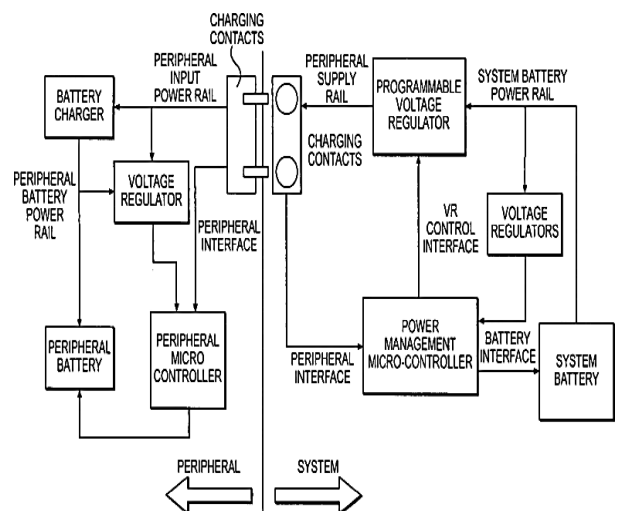 CHARGING
CONTACTS
PERIPHERAL
INPUT
POWER RAIL
PERIPHERAL
SUPPLY
RAIL
PROGRAMMABLE
VOLTAGE
REGULATOR
SYSTEM BATTERY
POWER RAIL
BATTERY
CHARGER
CHARGING
CONTACTS
PERIPHERAL
BATTERY
POWER
RAIL
VOLTAGE
REGULATOR
PERIPHERAL
INTERFACE
VR
CONTROL
INTERFACE
VOLTAGE
REGULATORS
PERIPHERAL
BATTERY
PERIPHERAL
MICRO
CONTROLLER
PERIPHERAL
INTERFACE
POWER
MANAGEMENT
MICRO-CONTROLLER
BATTERY
INTERFACE
SYSTEM
BATTERY
PERIPHERAL
SYSTEM